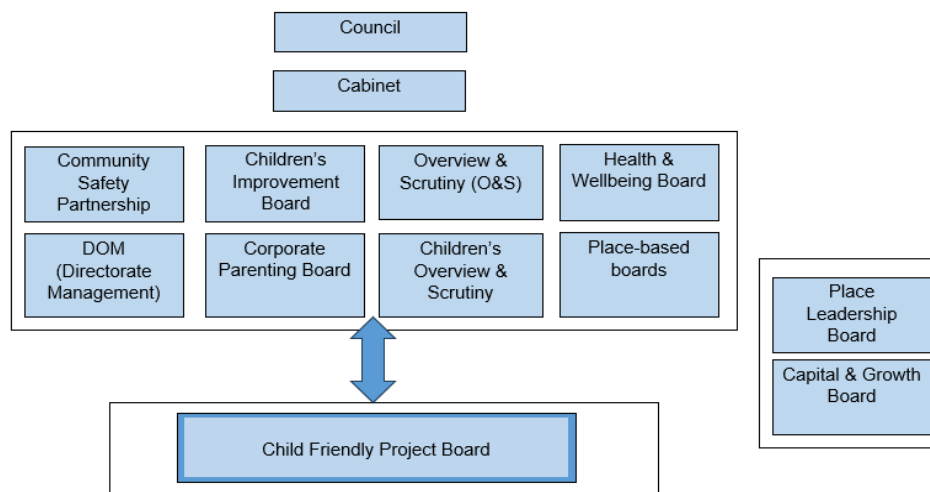 Council
Cabinet
Community
Safety
Partnership
Children's
Improvement
Board
Overview &
Scrutiny (O&S)
Health &
Wellbeing Board
DOM
(Directorate
Management)
Corporate
Parenting Board
Children's
Overview &
Scrutiny
Place-based
boards
Place
Leadership
Board
Capital & Growth
Board
Child Friendly Project Board